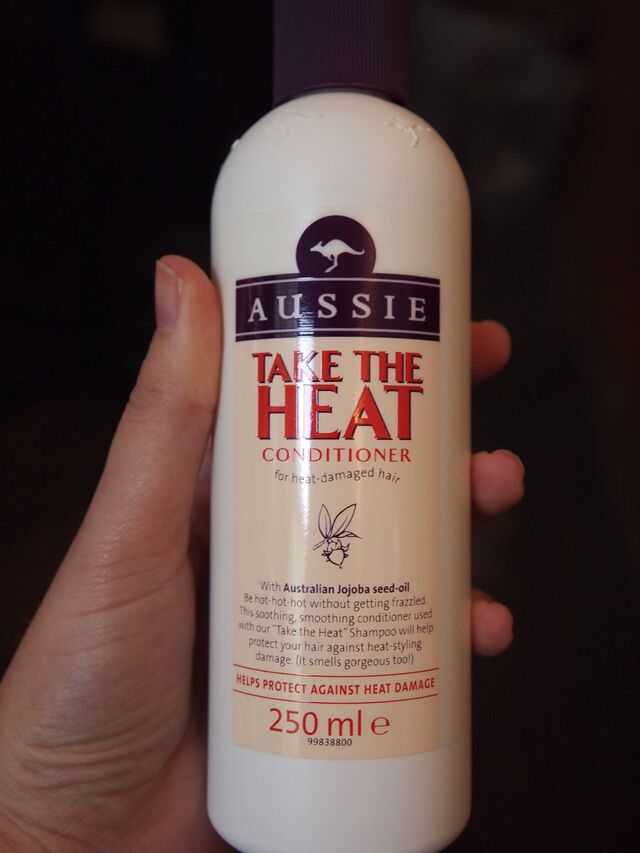 AUSSIE
TAKE THE
HEAT
CONDITIONER
for heat-damaged hair
With Australian Jojoba seed-oil
Be hot-hot-hot without getting frazzled.
This soothing, smoothing conditioner used
with our "Take the Heat" Shampoo will help
protect your hair against heat-styling
damage. (It smells gorgeous too!)
HELPS PROTECT AGAINST HEAT DAMAGE
250 ml e
99838800